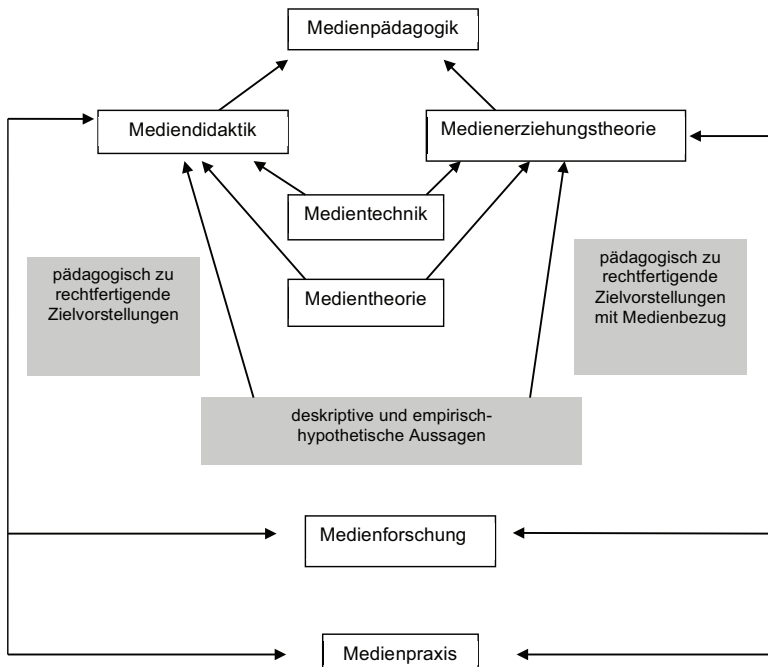 Medienpädagogik
Mediendidaktik
Medienerziehungstheorie
Medientechnik
Medientheorie
pädagogisch zu
rechtfertigende
Zielvorstellungen
pädagogisch zu
rechtfertigende
Zielvorstellungen
mit Medienbezug
deskriptive und empirisch-
hypothetische Aussagen
Medienforschung
Medienpraxis